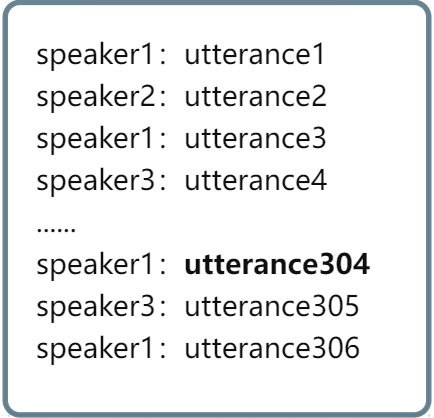 speaker1: utterance1
speaker2: utterance2
speaker1: utterance3
speaker3: utterance4
......
speaker1: utterance304
speaker3: utterance305
speaker1: utterance306